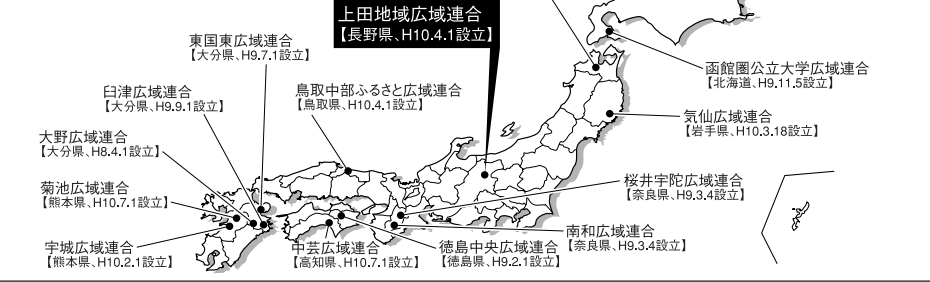 上田地域広域連合
【長野県、H10.4.1設立】
東国東広域連合
【大分県、H9.7.1設立】
函館圏公立大学広域連合
【北海道、H9.11.5設立】
臼津広域連合
【大分県、H9.9.1設立】
鳥取中部ふるさと広域連合
【鳥取県、H10.4.1設立】
気仙広域連合
【岩手県、H10.3.18設立】
大野広域連合
【大分県、H8.4.1設立】
菊池広域連合
【熊本県、H10.7.1設立】
桜井宇陀広域連合
【奈良県、H9.3.4設立】
宇城広域連合
【熊本県、H10.2.1設立】
中芸広域連合
【高知県、H10.7.1設立】
徳島中央広域連合
【徳島県、H9.2.1設立】
南和広域連合
【奈良県、H9.3.4設立】